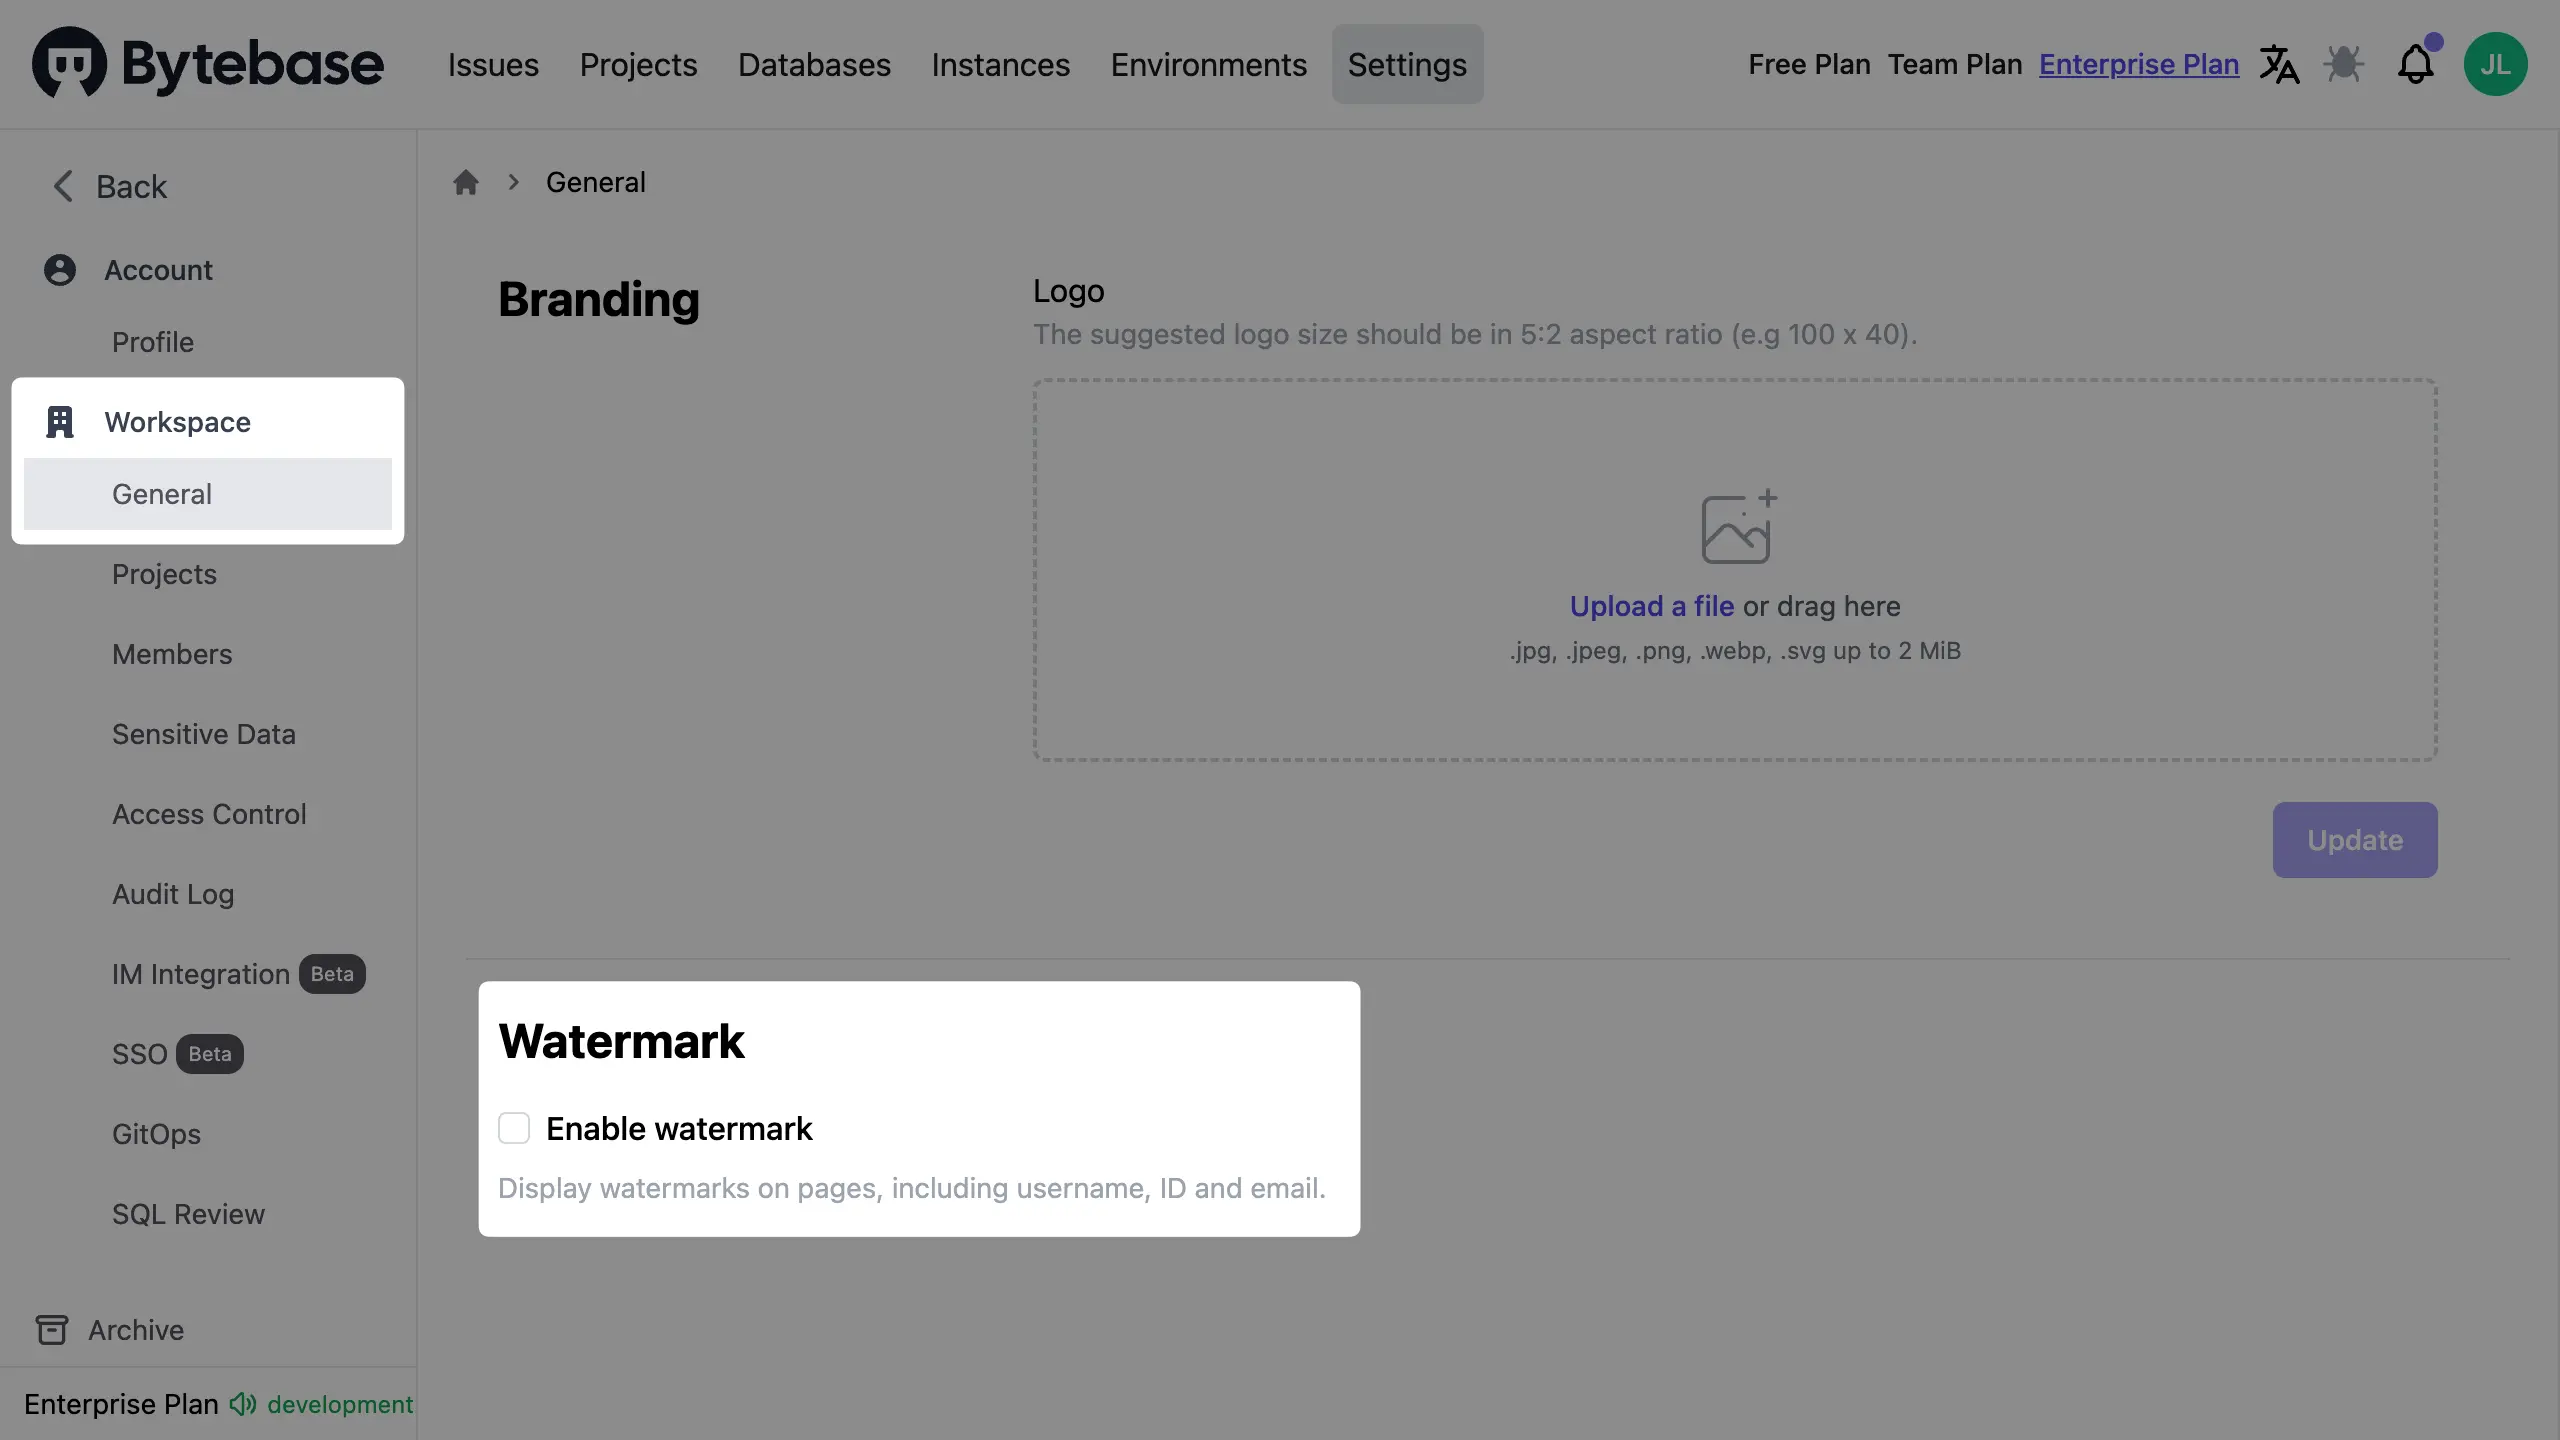 Bytebase Issues Projects Databases Instances Environments Settings Free Plan Team Plan Enterprise Plan JL
Back
Account
Profile
Workspace
General
Projects
Members
Sensitive Data
Access Control
Audit Log
IM Integration Beta
SSO Beta
GitOps
SQL Review
Archive
Enterprise Plan development
General
Branding
Logo
The suggested logo size should be in 5:2 aspect ratio (e.g 100 x 40).
Upload a file or drag here
.jpg, .jpeg, .png, .webp, .svg up to 2 MiB
Update
Watermark
Enable watermark
Display watermarks on pages, including username, ID and email.